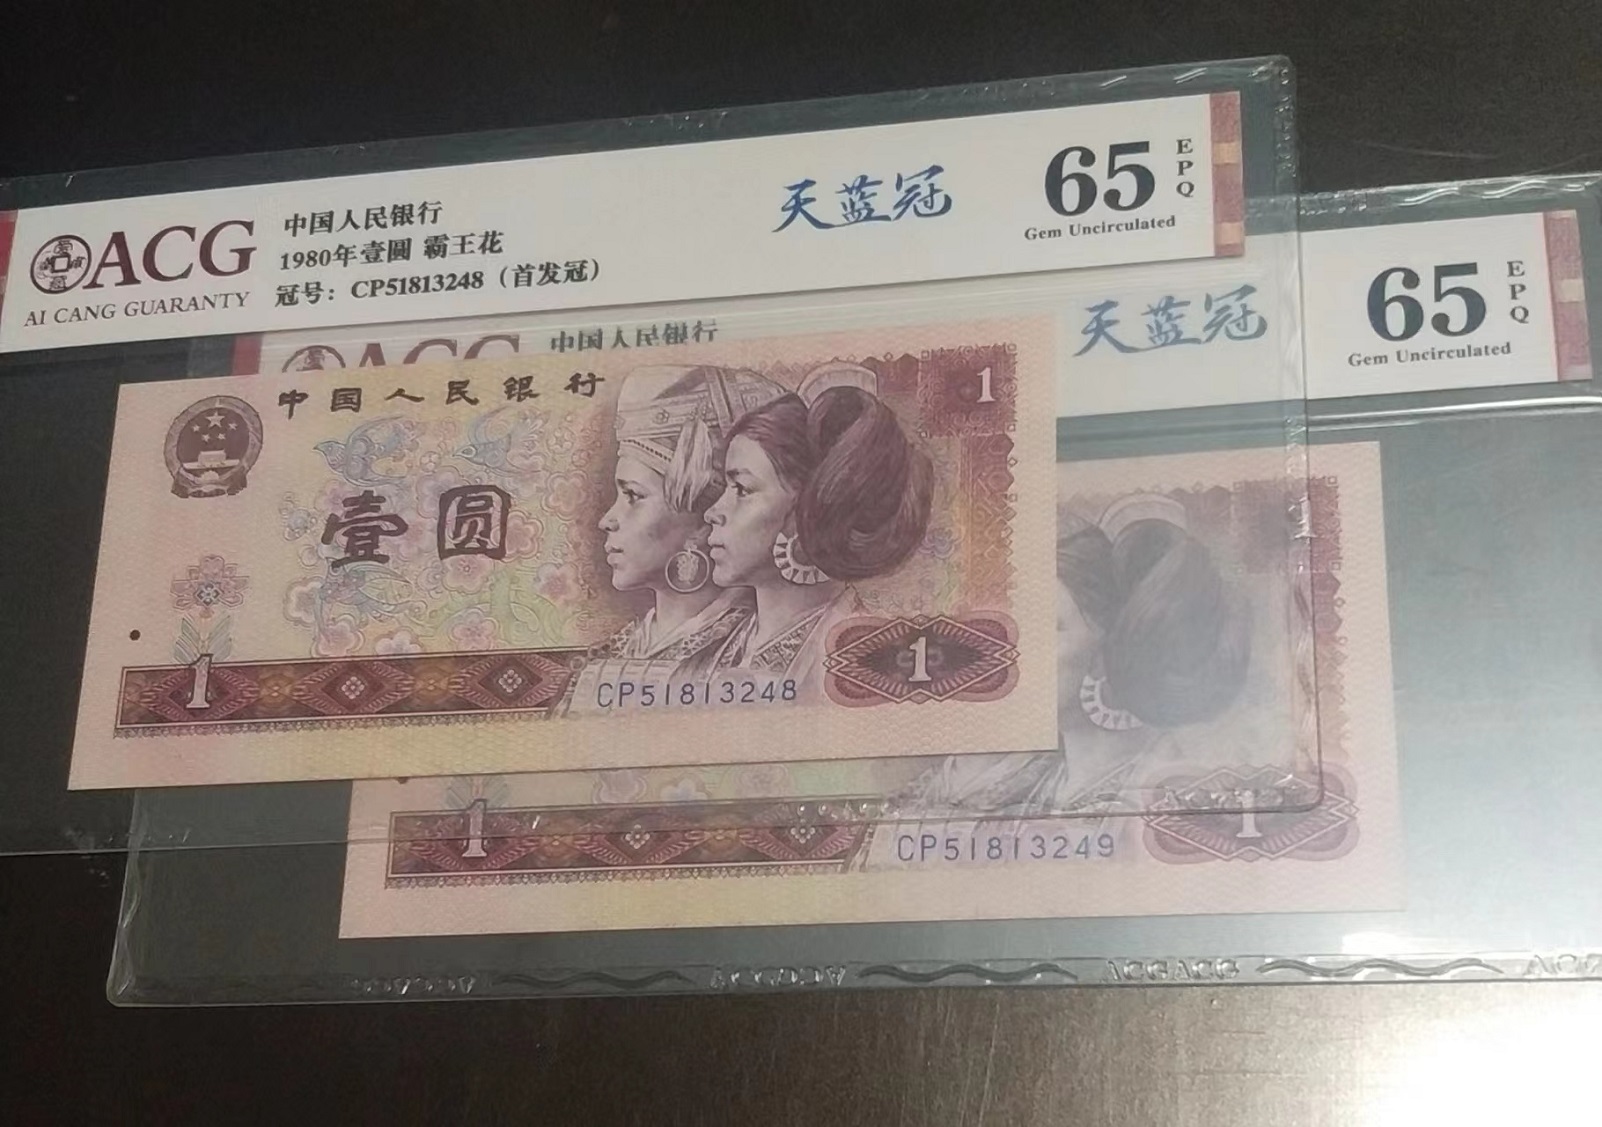 ACG
AI CANG GUARANTY
中国人民银行
1980年壹圆 霸王花
冠号：CP51813248（首发冠）
天蓝冠
65
EPQ
Gem Uncirculated
ACG
中国人民银行
天蓝冠
65
EPQ
Gem Uncirculated
中国人民银行
壹圆
1
1
1
CP51813248
1
1
CP51813249
ACGACG